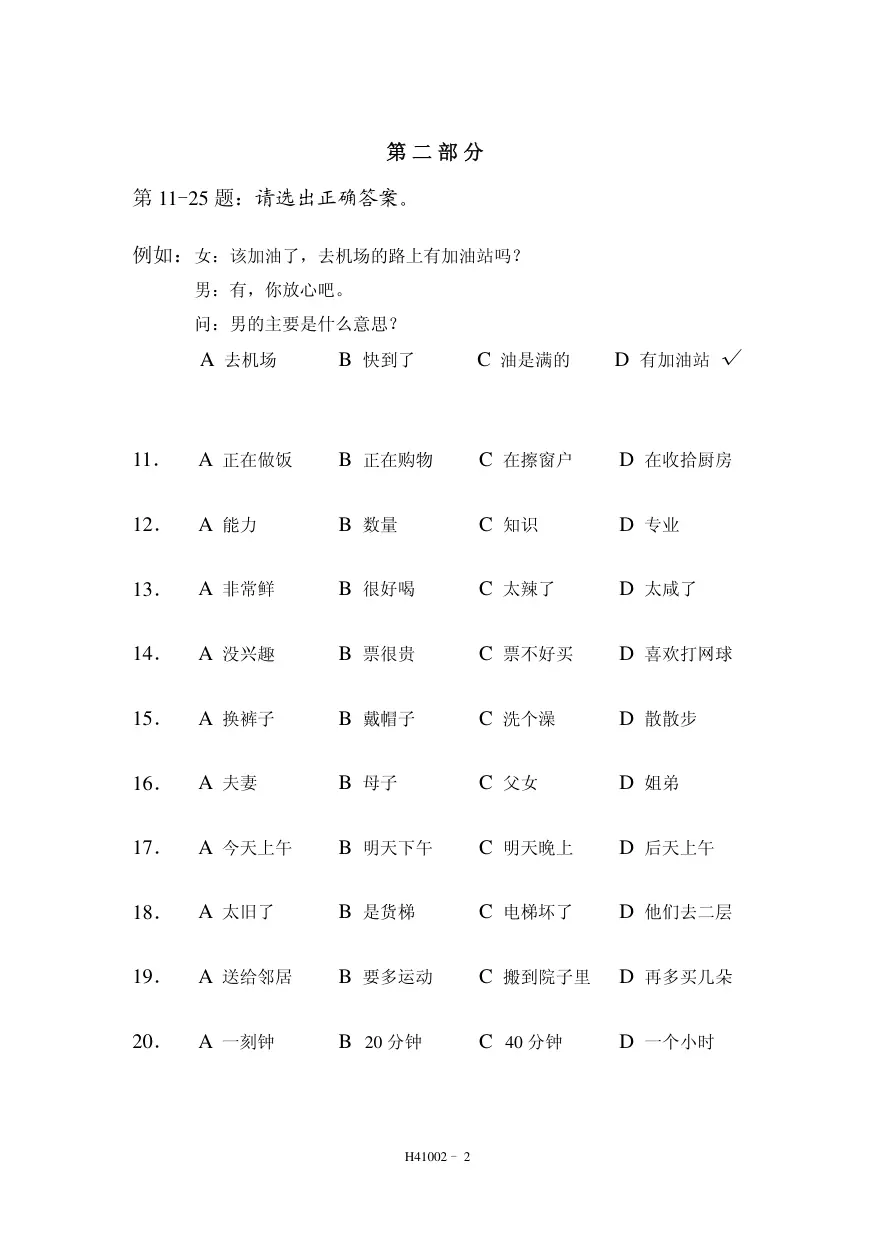 第 二 部 分
第 11-25 题：请选出正确答案。
例如：女：该加油了，去机场的路上有加油站吗？
男：有，你放心吧。
问：男的主要是什么意思？
A 去机场 B 快到了 C 油是满的 D 有加油站 √
11． A 正在做饭 B 正在购物 C 在擦窗户 D 在收拾厨房
12． A 能力 B 数量 C 知识 D 专业
13． A 非常鲜 B 很好喝 C 太辣了 D 太咸了
14． A 没兴趣 B 票很贵 C 票不好买 D 喜欢打网球
15． A 换裤子 B 戴帽子 C 洗个澡 D 散散步
16． A 夫妻 B 母子 C 父女 D 姐弟
17． A 今天上午 B 明天下午 C 明天晚上 D 后天上午
18． A 太旧了 B 是货梯 C 电梯坏了 D 他们去二层
19． A 送给邻居 B 要多运动 C 搬到院子里 D 再多买几朵
20． A 一刻钟 B 20 分钟 C 40 分钟 D 一个小时
H41002 - 2